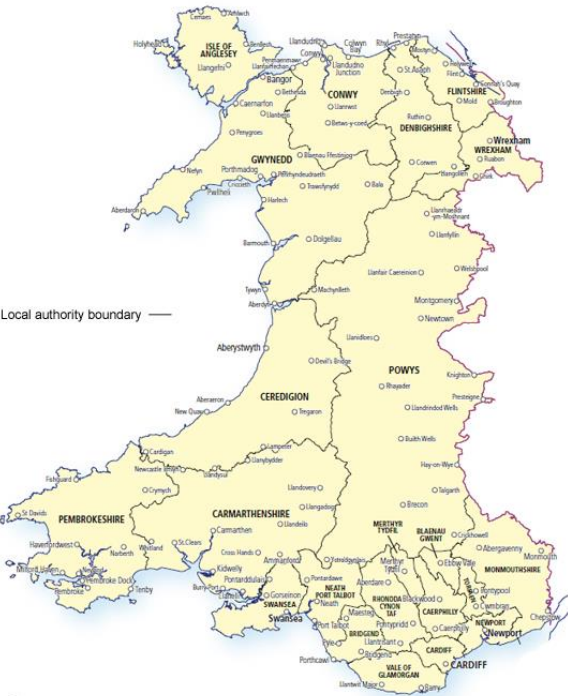 Cemaes
Amlwch
Holyhead
ISLE OF
ANGLESEY
Benllech
Llangefni
Penmaenmawr
Llanfairfechan
Bangor
Bethesda
Caernarfon
Llanberis
Penygroes
GWYNEDD
Nefyn
Porthmadog
Criccieth
Pwllheli
Aberdaron
Llandudno
Conwy
Colwyn
Bay
Llandudno
Junction
CONWY
Llanrwst
Betws-y-coed
Blaenau Ffestiniog
Penrhyndeudraeth
Trawsfynydd
Harlech
Bala
Barmouth
Dolgellau
Tywyn
Aberdyfi
Machynlleth
Rhyl
Prestatyn
Mostyn
St.Asaph
Denbigh
Ruthin
DENBIGHSHIRE
Corwen
Llangollen
Holywell
Flint
Connah's Quay
FLINTSHIRE
Mold
Broughton
Wrexham
WREXHAM
Ruabon
Chirk
Llanrhaeadr
ym-Mochnant
Llanfyllin
Llanfair Caereinion
Welshpool
Montgomery
Newtown
Llanidloes
POWYS
Knighton
Rhayader
Presteigne
Llandrindod Wells
Builth Wells
Hay-on-Wye
Talgarth
Brecon
Crickhowell
Ystradgynlais
Local authority boundary
Aberystwyth
Devil's Bridge
Aberaeron
New Quay
CEREDIGION
Tregaron
Cardigan
Lampeter
Llanybydder
Newcastle Emlyn
Llandysul
Fishguard
Crymych
St Davids
PEMBROKESHIRE
Haverfordwest
Narberth
Milford Haven
Neyland
Pembroke Dock
Pembroke
Tenby
Whitland
St.Clears
CARMARTHENSHIRE
Carmarthen
Llandovery
Llangadog
Llandeilo
Cross Hands
Ammanford
Kidwelly
Pontarddulais
Burry Port
Llanelli
Gorseinon
SWANSEA
Swansea
Pontardawe
NEATH
PORT TALBOT
Neath
Port Talbot
Maesteg
BRIDGEND
Pyle
Bridgend
Porthcawl
MERTHYR
TYDFIL
Merthyr
Tydfil
Aberdare
RHONDDA
CYNON
TAF
Pontypridd
Llantrisant
VALE OF
GLAMORGAN
Llantwit Major
Barry
CARDIFF
CARDIFF
BLAENAU
GWENT
Ebbw Vale
Blackwood
CAERPHILLY
Caerphilly
TORFAEN
Pontypool
Cwmbran
NEWPORT
Newport
Abergavenny
Monmouth
MONMOUTHSHIRE
Chepstow